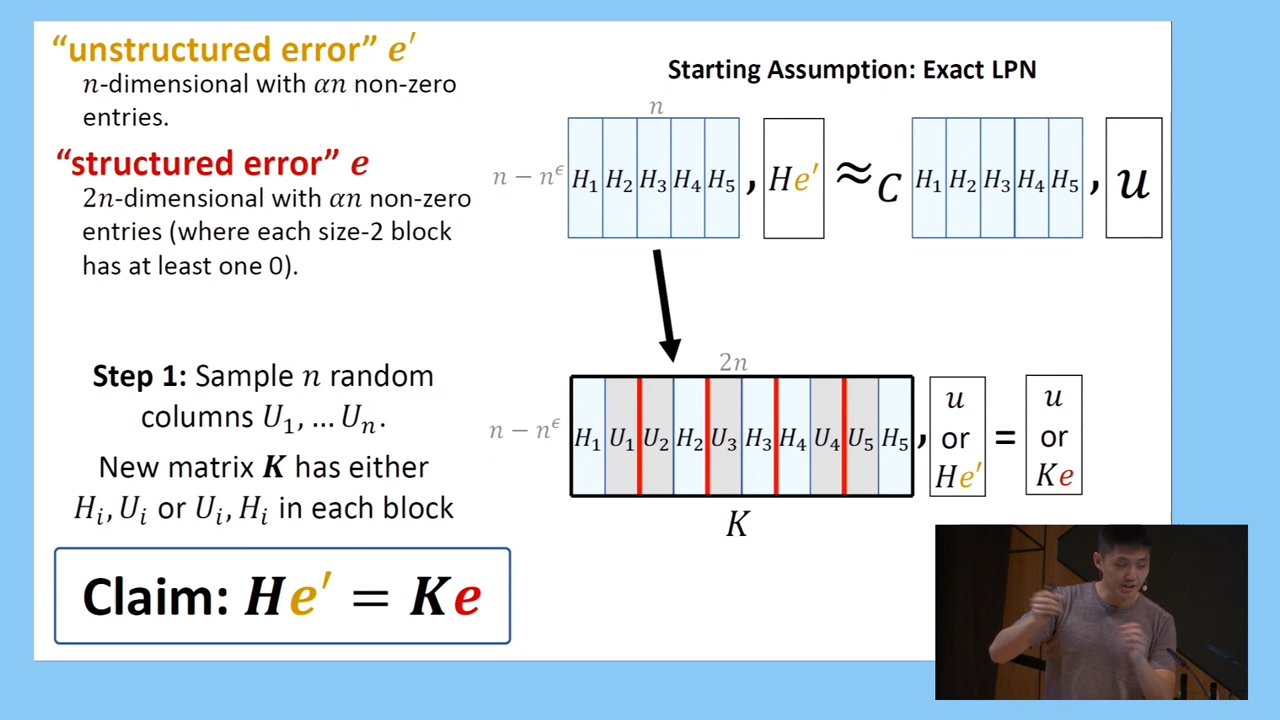 “unstructured error” e′
n-dimensional with αn non-zero
entries.
“structured error” e
2n-dimensional with αn non-zero
entries (where each size-2 block
has at least one 0).
Step 1: Sample n random
columns U₁, … Uₙ.
New matrix K has either
Hᵢ, Uᵢ or Uᵢ, Hᵢ in each block
Claim: He′ = Ke
Starting Assumption: Exact LPN
n
n − n^ϵ H₁ H₂ H₃ H₄ H₅ , He′ ≈C H₁ H₂ H₃ H₄ H₅ , u
2n
n − n^ϵ H₁ U₁ U₂ H₂ U₃ H₃ H₄ U₄ U₅ H₅ , u or He′ = u or Ke
K